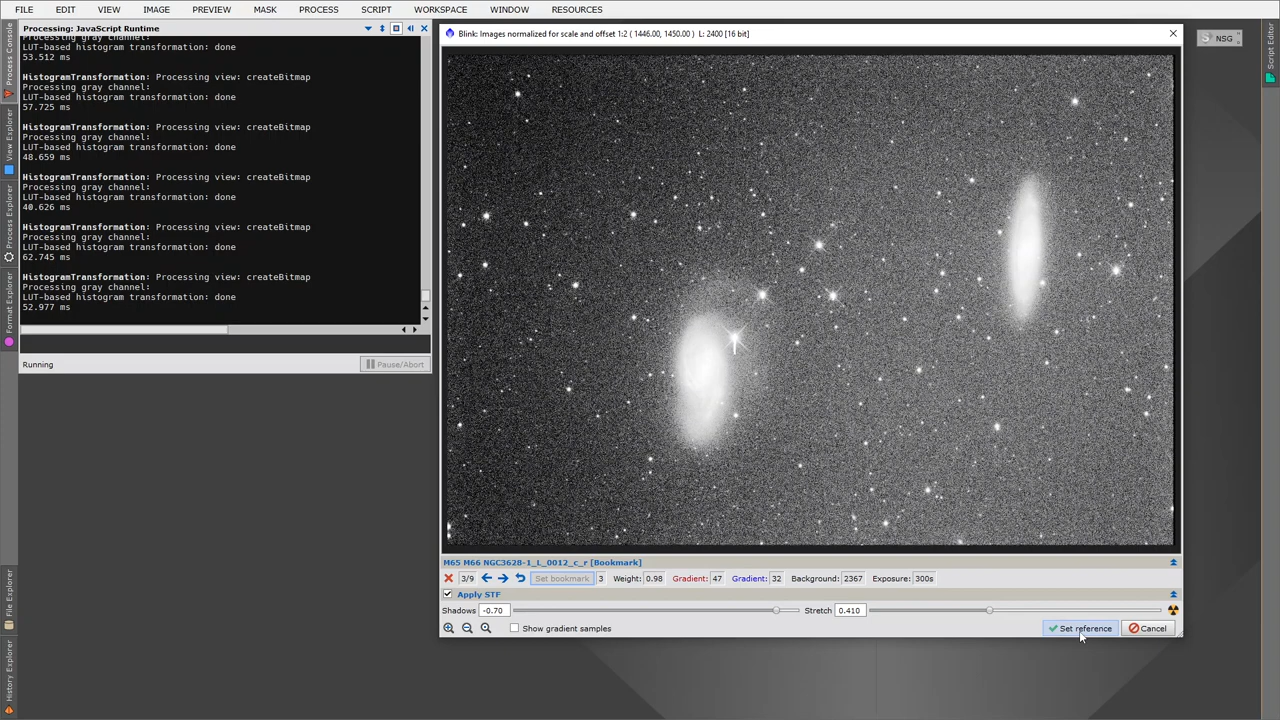 FILE EDIT VIEW IMAGE PREVIEW MASK PROCESS SCRIPT WORKSPACE WINDOW RESOURCES
Processing: JavaScript Runtime
Processing gray channel:
LUT-based histogram transformation: done
53.512 ms
HistogramTransformation: Processing view: createBitmap
Processing gray channel:
LUT-based histogram transformation: done
57.725 ms
HistogramTransformation: Processing view: createBitmap
Processing gray channel:
LUT-based histogram transformation: done
48.659 ms
HistogramTransformation: Processing view: createBitmap
Processing gray channel:
LUT-based histogram transformation: done
40.626 ms
HistogramTransformation: Processing view: createBitmap
Processing gray channel:
LUT-based histogram transformation: done
62.745 ms
HistogramTransformation: Processing view: createBitmap
Processing gray channel:
LUT-based histogram transformation: done
52.977 ms
Running
Pause/Abort
Process Console
View Explorer
Process Explorer
Format Explorer
File Explorer
History Explorer
Blink: Images normalized for scale and offset 1:2 ( 1446.00, 1450.00 ) L: 2400 [16 bit]
M65 M66 NGC3628-1_L_0012_c_r [Bookmark]
3/9 Set bookmark 3 Weight: 0.98 Gradient: 47 Gradient: 32 Background: 2367 Exposure: 300s
Apply STF
Shadows -0.70 Stretch 0.410
Show gradient samples Set reference Cancel
S NSG
Script Editor